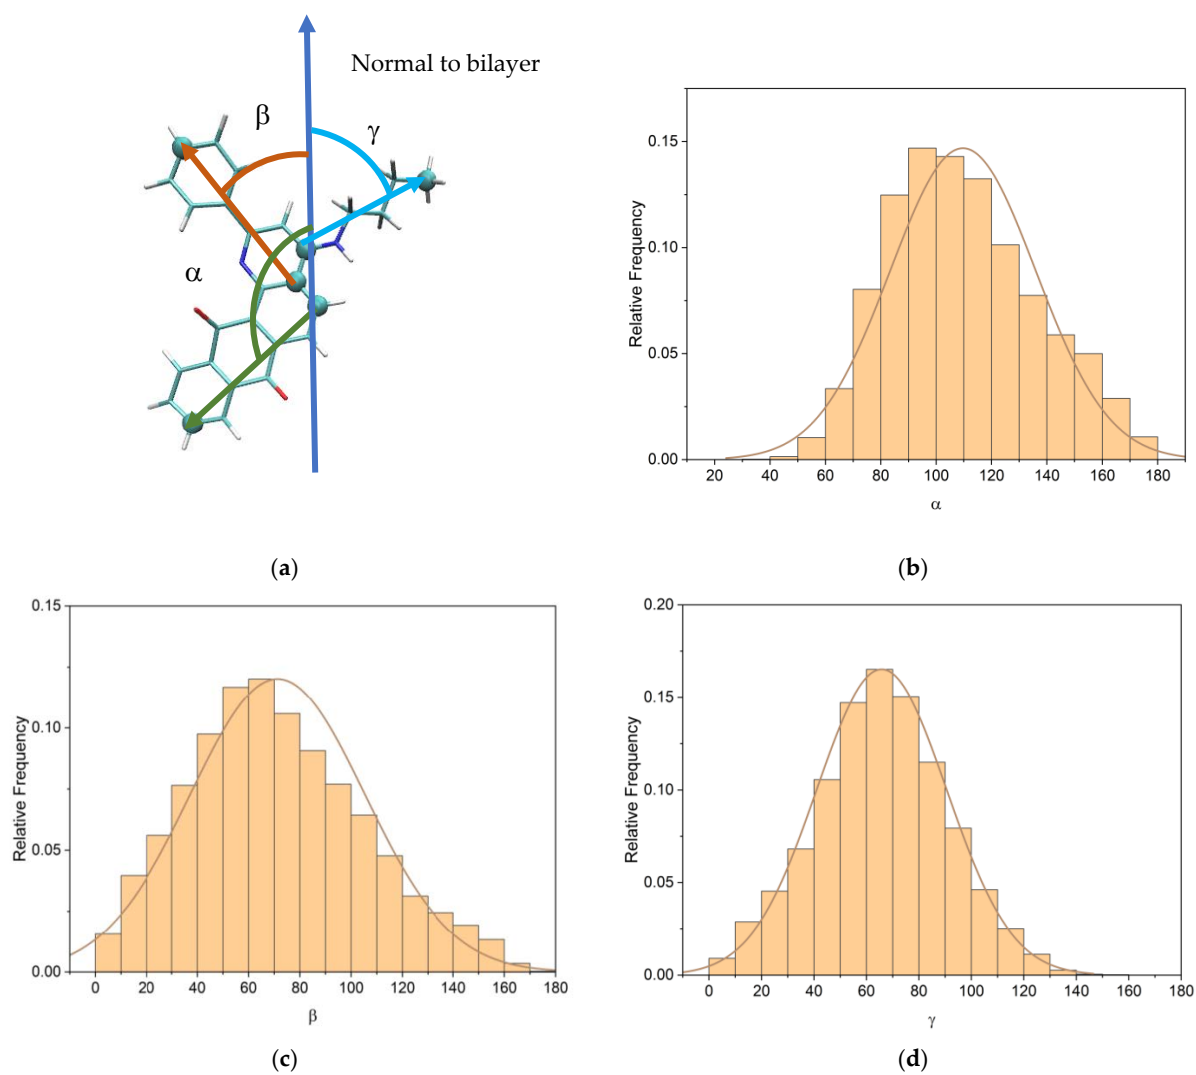 Normal to bilayer
β
γ
α
(a)
Relative Frequency
0.15
0.10
0.05
0.00
20 40 60 80 100 120 140 160 180
α
(b)
Relative Frequency
0.15
0.10
0.05
0.00
0 20 40 60 80 100 120 140 160 180
β
(c)
Relative Frequency
0.20
0.15
0.10
0.05
0.00
0 20 40 60 80 100 120 140 160 180
γ
(d)